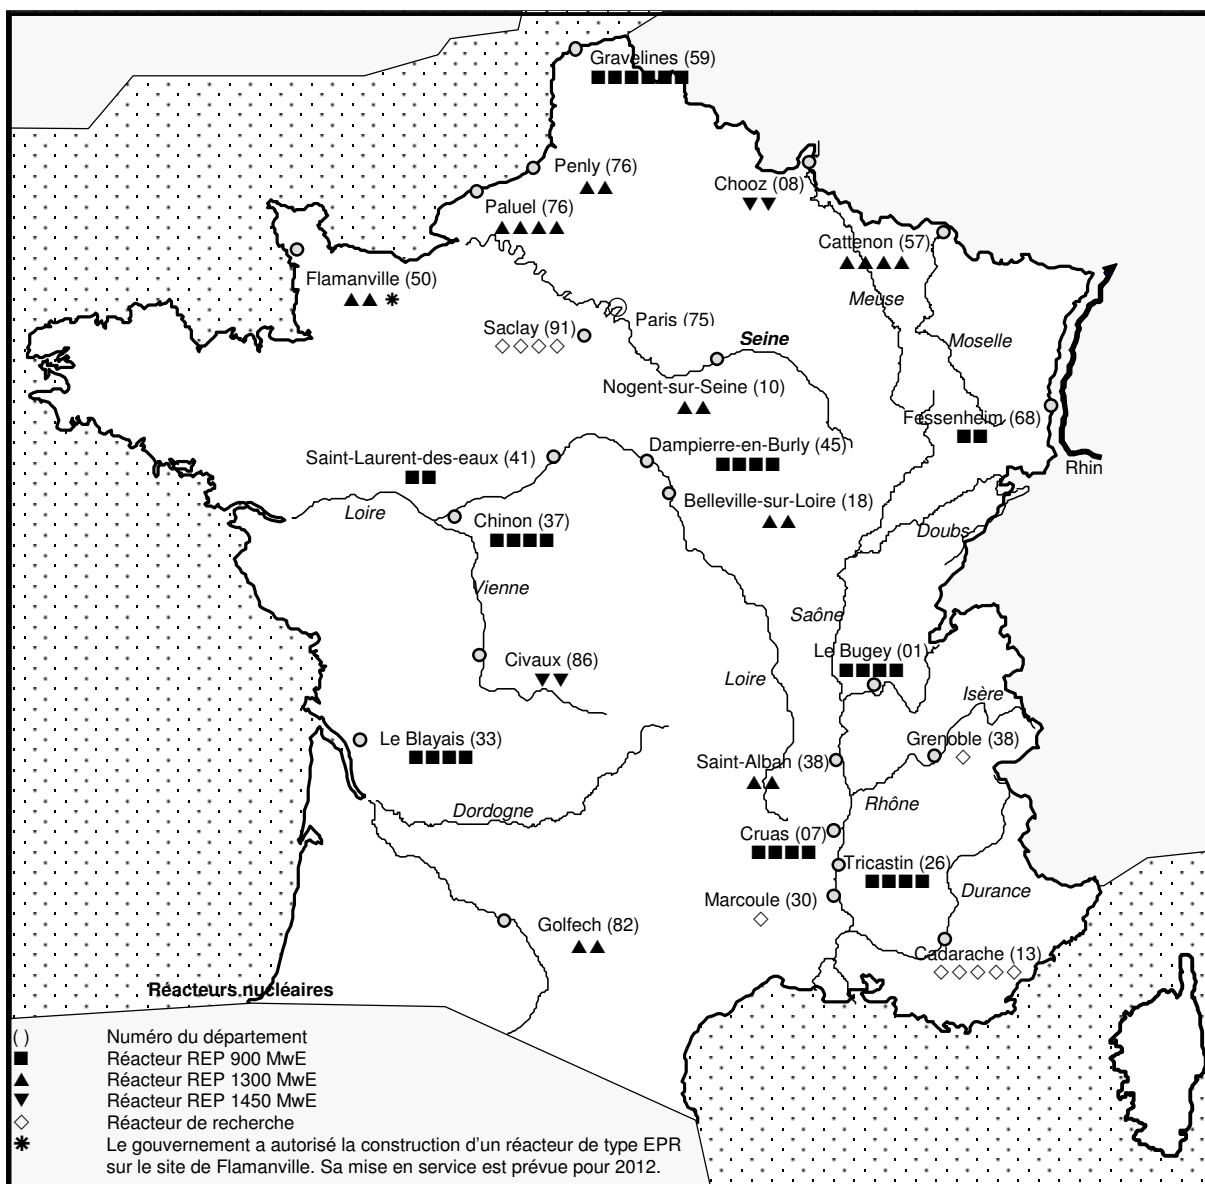 Gravelines (59)
Penly (76)
Chooz (08)
Paluel (76)
Cattenon (57)
Flamanville (50)
Meuse
Paris (75)
Saclay (91)
Seine
Moselle
Nogent-sur-Seine (10)
Fessenheim (68)
Dampierre-en-Burly (45)
Saint-Laurent-des-eaux (41)
Rhin
Belleville-sur-Loire (18)
Loire
Chinon (37)
Doubs
Vienne
Saône
Le Bugey (01)
Civaux (86)
Loire
Isère
Le Blayais (33)
Grenoble (38)
Saint-Alban (38)
Rhône
Dordogne
Cruas (07)
Tricastin (26)
Durance
Marcoule (30)
Golfech (82)
Cadarache (13)
Réacteurs nucléaires
( ) Numéro du département
Réacteur REP 900 MwE
Réacteur REP 1300 MwE
Réacteur REP 1450 MwE
Réacteur de recherche
Le gouvernement a autorisé la construction d'un réacteur de type EPR
sur le site de Flamanville. Sa mise en service est prévue pour 2012.